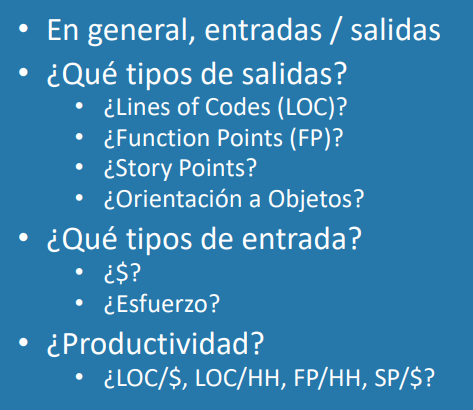 • En general, entradas / salidas
• ¿Qué tipos de salidas?
• ¿Lines of Codes (LOC)?
• ¿Function Points (FP)?
• ¿Story Points?
• ¿Orientación a Objetos?
• ¿Qué tipos de entrada?
• ¿$?
• ¿Esfuerzo?
• ¿Productividad?
• ¿LOC/$, LOC/HH, FP/HH, SP/$?